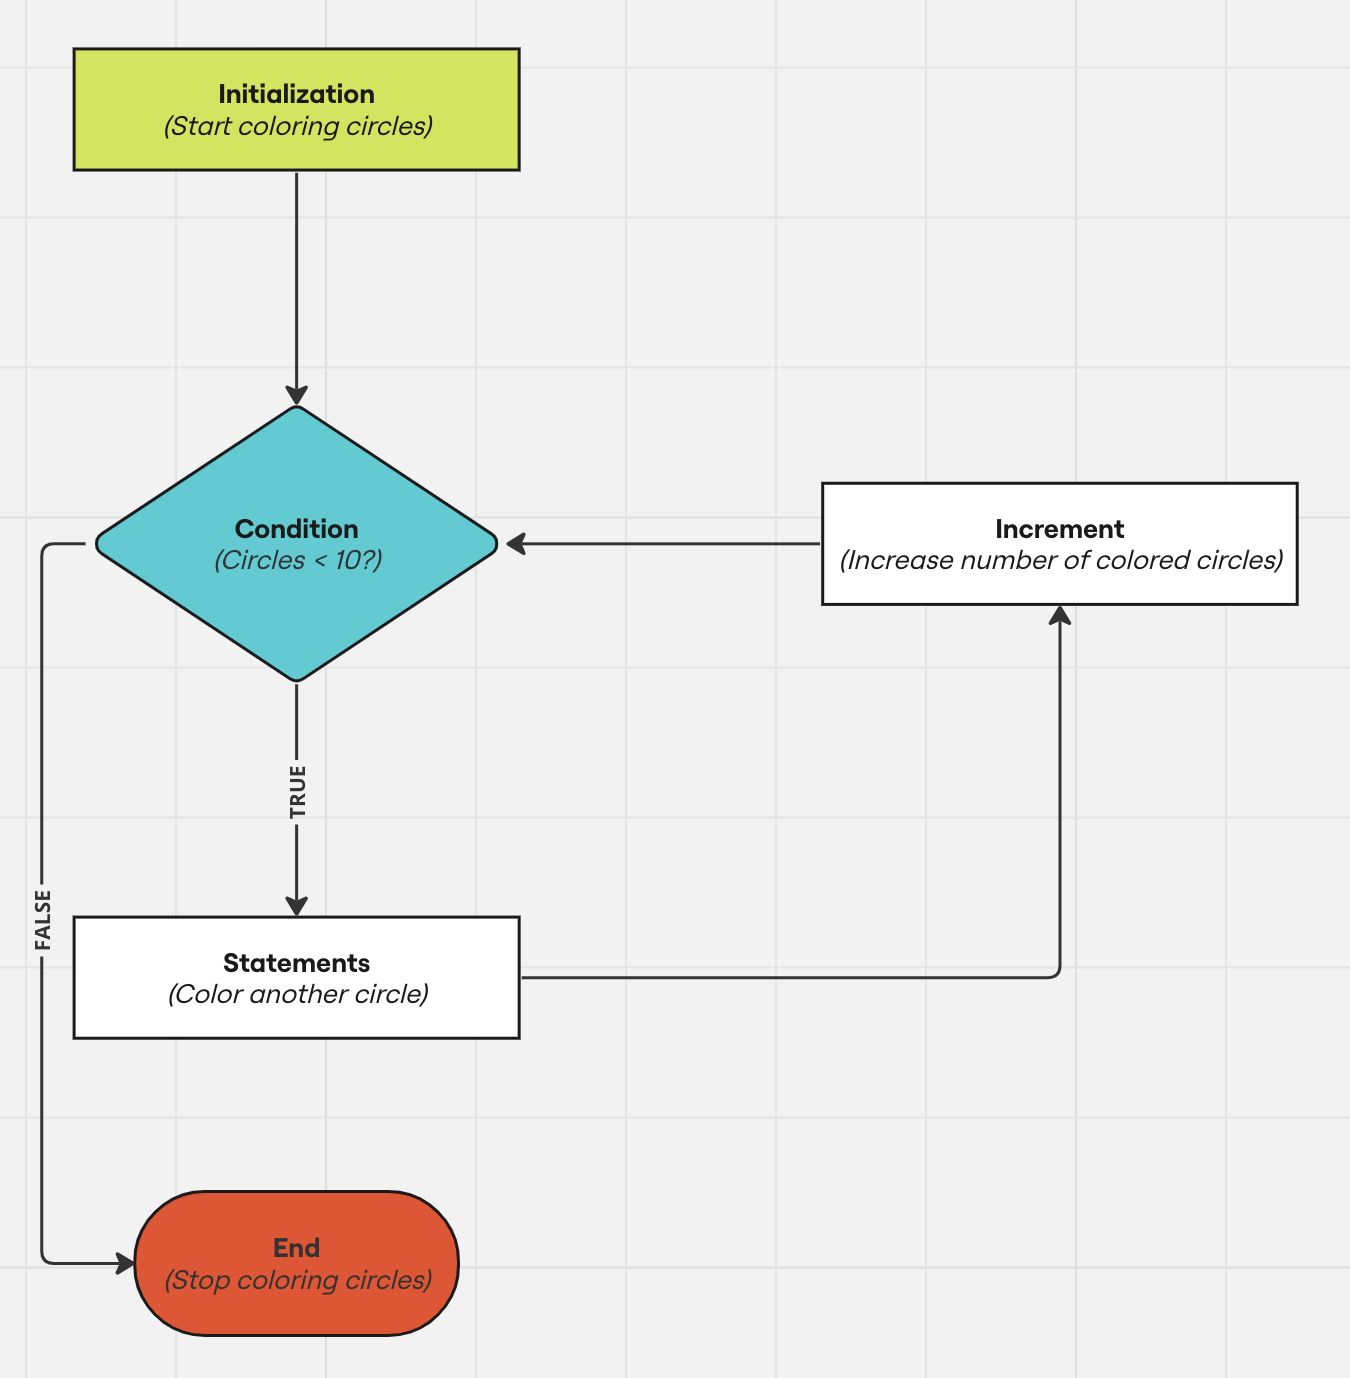 Initialization
(Start coloring circles)
Condition
(Circles < 10?)
Increment
(Increase number of colored circles)
TRUE
FALSE
Statements
(Color another circle)
End
(Stop coloring circles)